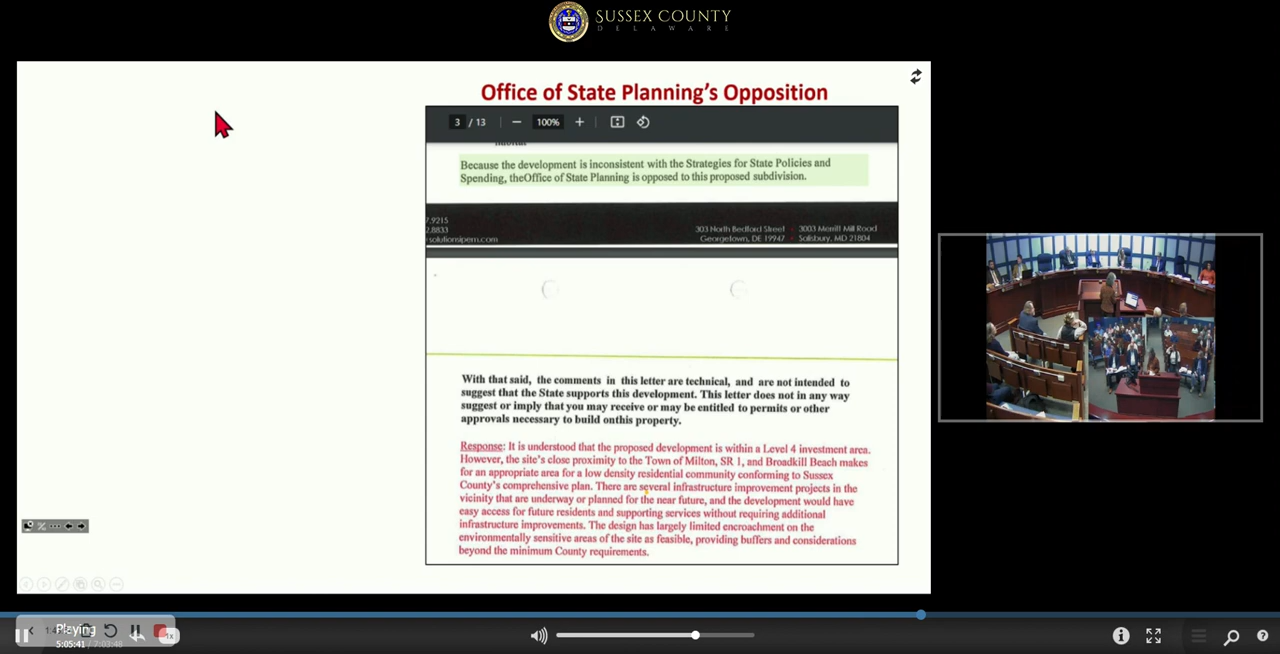 SUSSEX COUNTY
DELAWARE
Office of State Planning's Opposition
3 / 13
100%
habitat
Because the development is inconsistent with the Strategies for State Policies and
Spending, theOffice of State Planning is opposed to this proposed subdivision.
7.9215
2.8833
rsolutionsipem.com
303 North Bedford Street
Georgetown, DE 19947
3003 Merrill Mill Road
Salisbury, MD 21804
With that said, the comments in this letter are technical, and are not intended to
suggest that the State supports this development. This letter does not in any way
suggest or imply that you may receive or may be entitled to permits or other
approvals necessary to build onthis property.
Response: It is understood that the proposed development is within a Level 4 investment area.
However, the site's close proximity to the Town of Milton, SR 1, and Broadkill Beach makes
for an appropriate area for a low density residential community conforming to Sussex
County's comprehensive plan. There are several infrastructure improvement projects in the
vicinity that are underway or planned for the near future, and the development would have
easy access for future residents and supporting services without requiring additional
infrastructure improvements. The design has largely limited encroachment on the
environmentally sensitive areas of the site as feasible, providing buffers and considerations
beyond the minimum County requirements.
Playing
5:05:41 / 7:03:46
1x